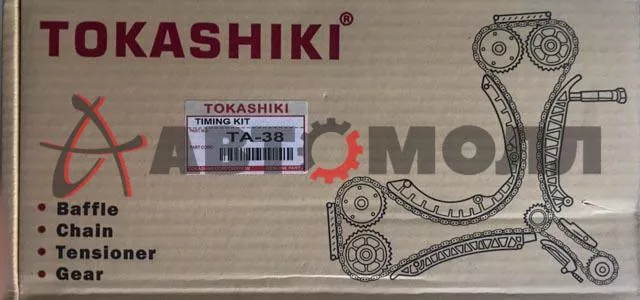 TOKASHIKI®
TOKASHIKI
TIMING KIT
TA-38
АВТОМОЛЛ
• Baffle
• Chain
• Tensioner
• Gear